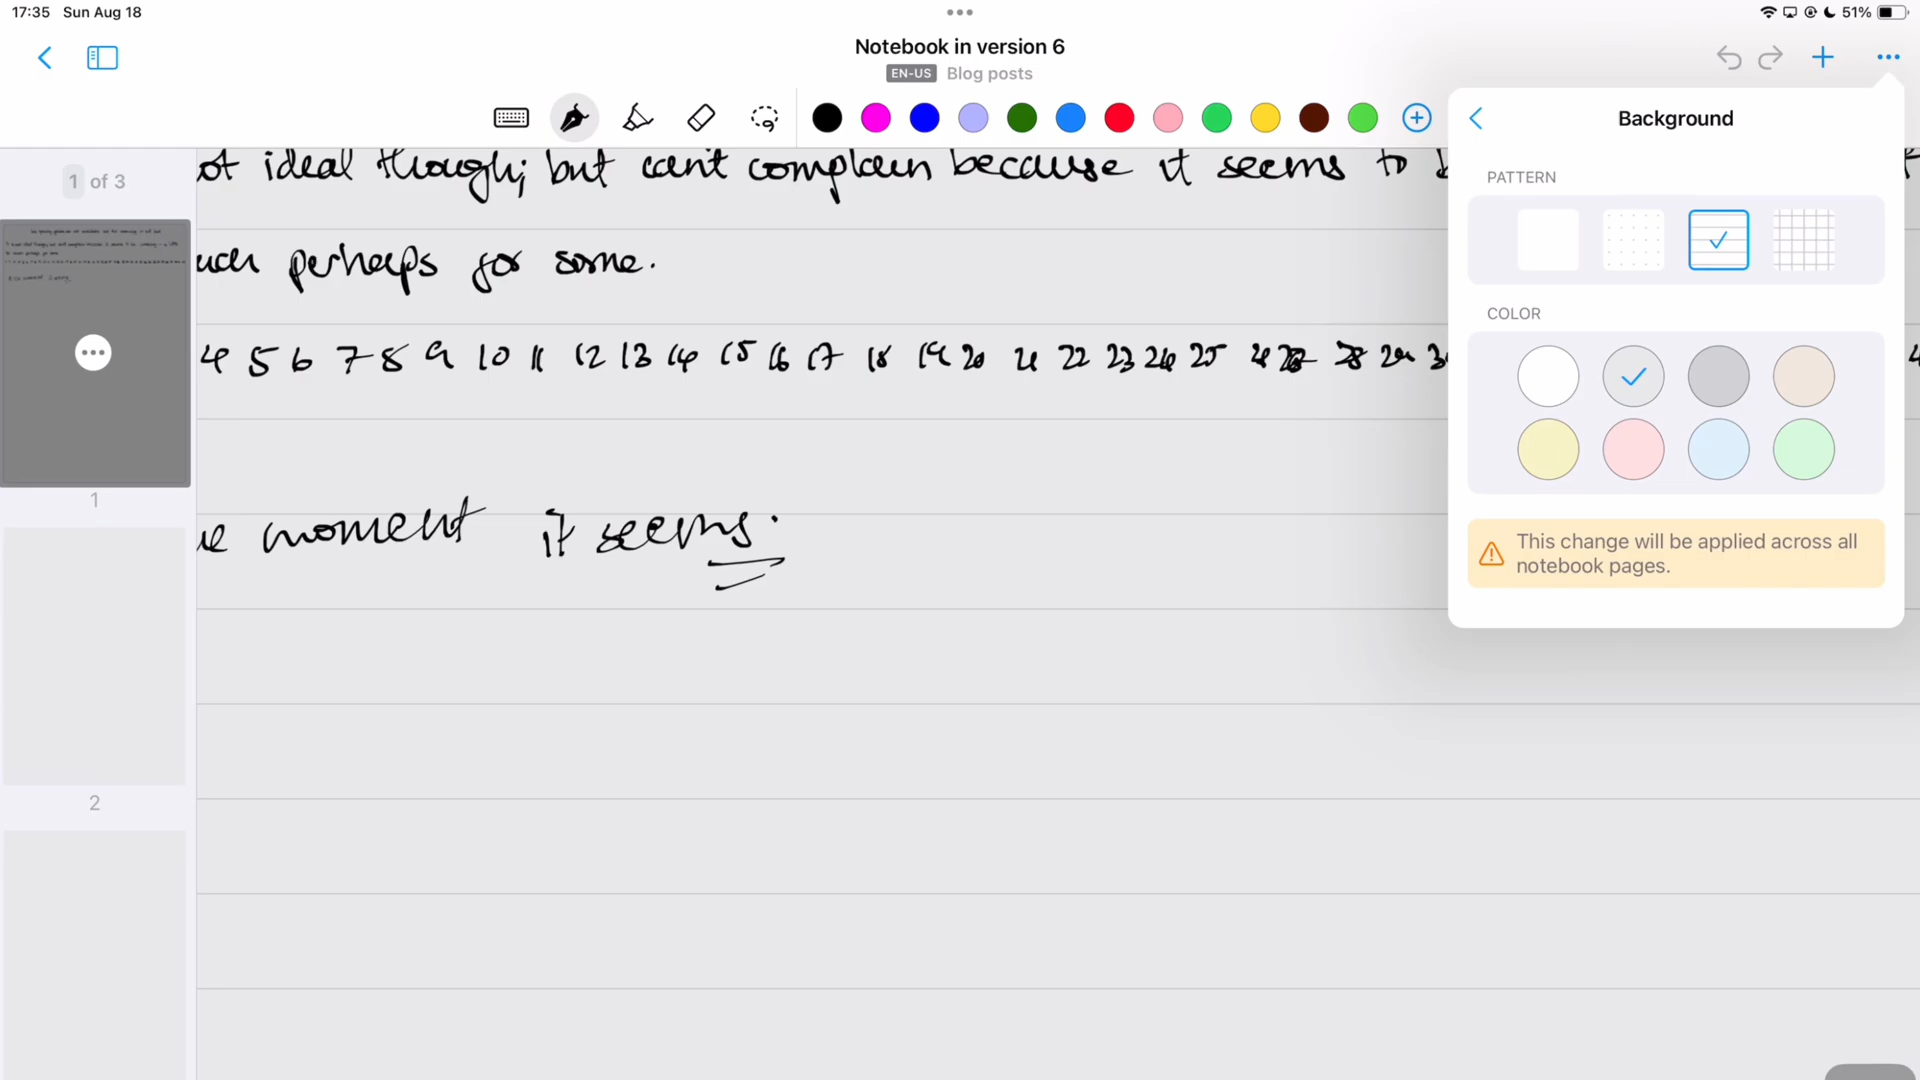 17:35 Sun Aug 18
51%
Notebook in version 6
EN-US Blog posts
Background
1 of 3
PATTERN
ot ideal though; but can't complain because it seems to b
uch perhaps for some.
COLOR
4 5 6 7 8 9 10 11 12 13 14 15 16 17 18 19 20 21 22 23 24 25 28 29
moment it seems.
This change will be applied across all
notebook pages.
1
2